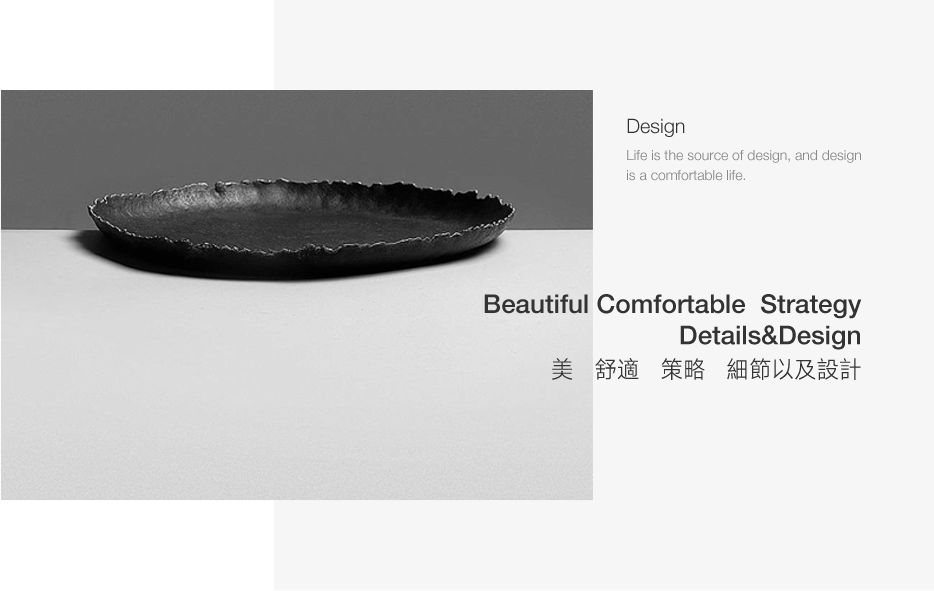 Design
Life is the source of design, and design
is a comfortable life.
Beautiful Comfortable  Strategy
Details&Design
美　舒適　策略　細節以及設計